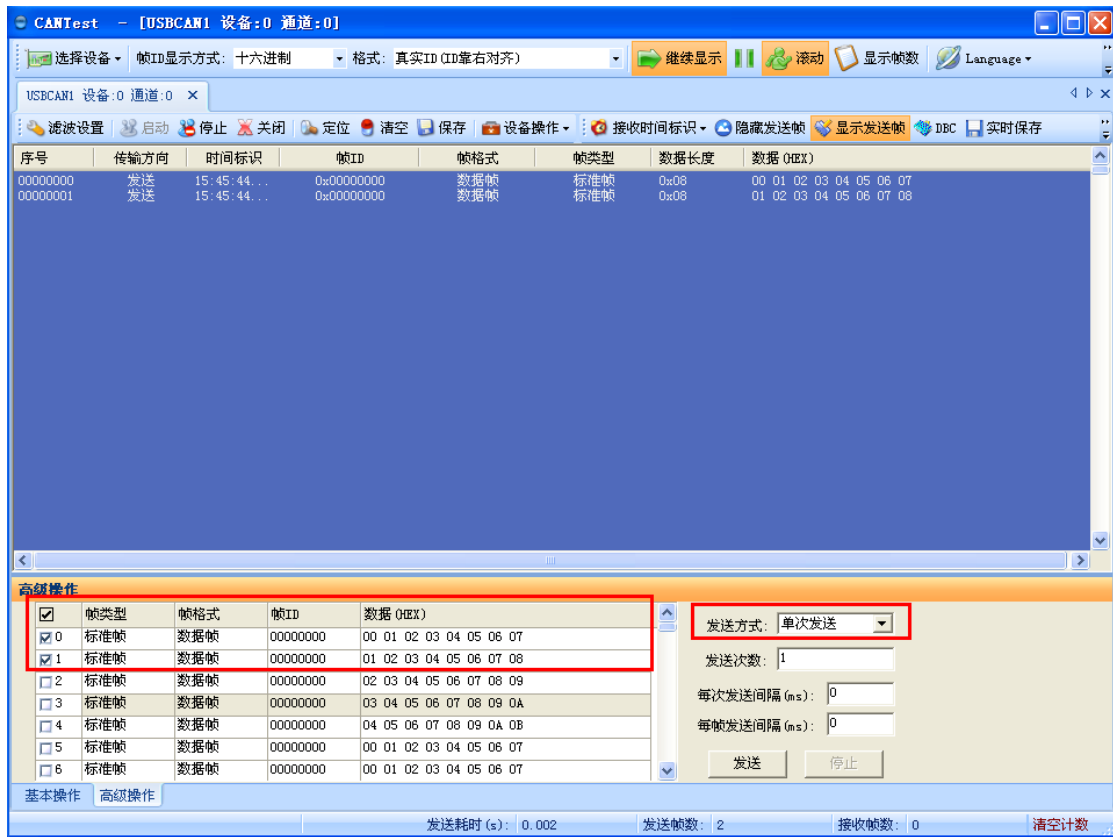 CANTest - [USBCAN1 设备:0 通道:0]
选择设备 帧ID显示方式: 十六进制 格式: 真实ID(ID靠右对齐) 继续显示 滚动 显示帧数 Language
USBCAN1 设备:0 通道:0
滤波设置 启动 停止 关闭 定位 清空 保存 设备操作 接收时间标识 隐藏发送帧 显示发送帧 DBC 实时保存
序号 传输方向 时间标识 帧ID 帧格式 帧类型 数据长度 数据(HEX)
00000000 发送 15:45:44... 0x00000000 数据帧 标准帧 0x08 00 01 02 03 04 05 06 07
00000001 发送 15:45:44... 0x00000000 数据帧 标准帧 0x08 01 02 03 04 05 06 07 08
高级操作
帧类型 帧格式 帧ID 数据(HEX)
0 标准帧 数据帧 00000000 00 01 02 03 04 05 06 07
1 标准帧 数据帧 00000000 01 02 03 04 05 06 07 08
2 标准帧 数据帧 00000000 02 03 04 05 06 07 08 09
3 标准帧 数据帧 00000000 03 04 05 06 07 08 09 0A
4 标准帧 数据帧 00000000 04 05 06 07 08 09 0A 0B
5 标准帧 数据帧 00000000 00 01 02 03 04 05 06 07
6 标准帧 数据帧 00000000 00 01 02 03 04 05 06 07
发送方式: 单次发送
发送次数: 1
每次发送间隔(ms): 0
每帧发送间隔(ms): 0
发送 停止
基本操作 高级操作
发送耗时(s): 0.002 发送帧数: 2 接收帧数: 0 清空计数